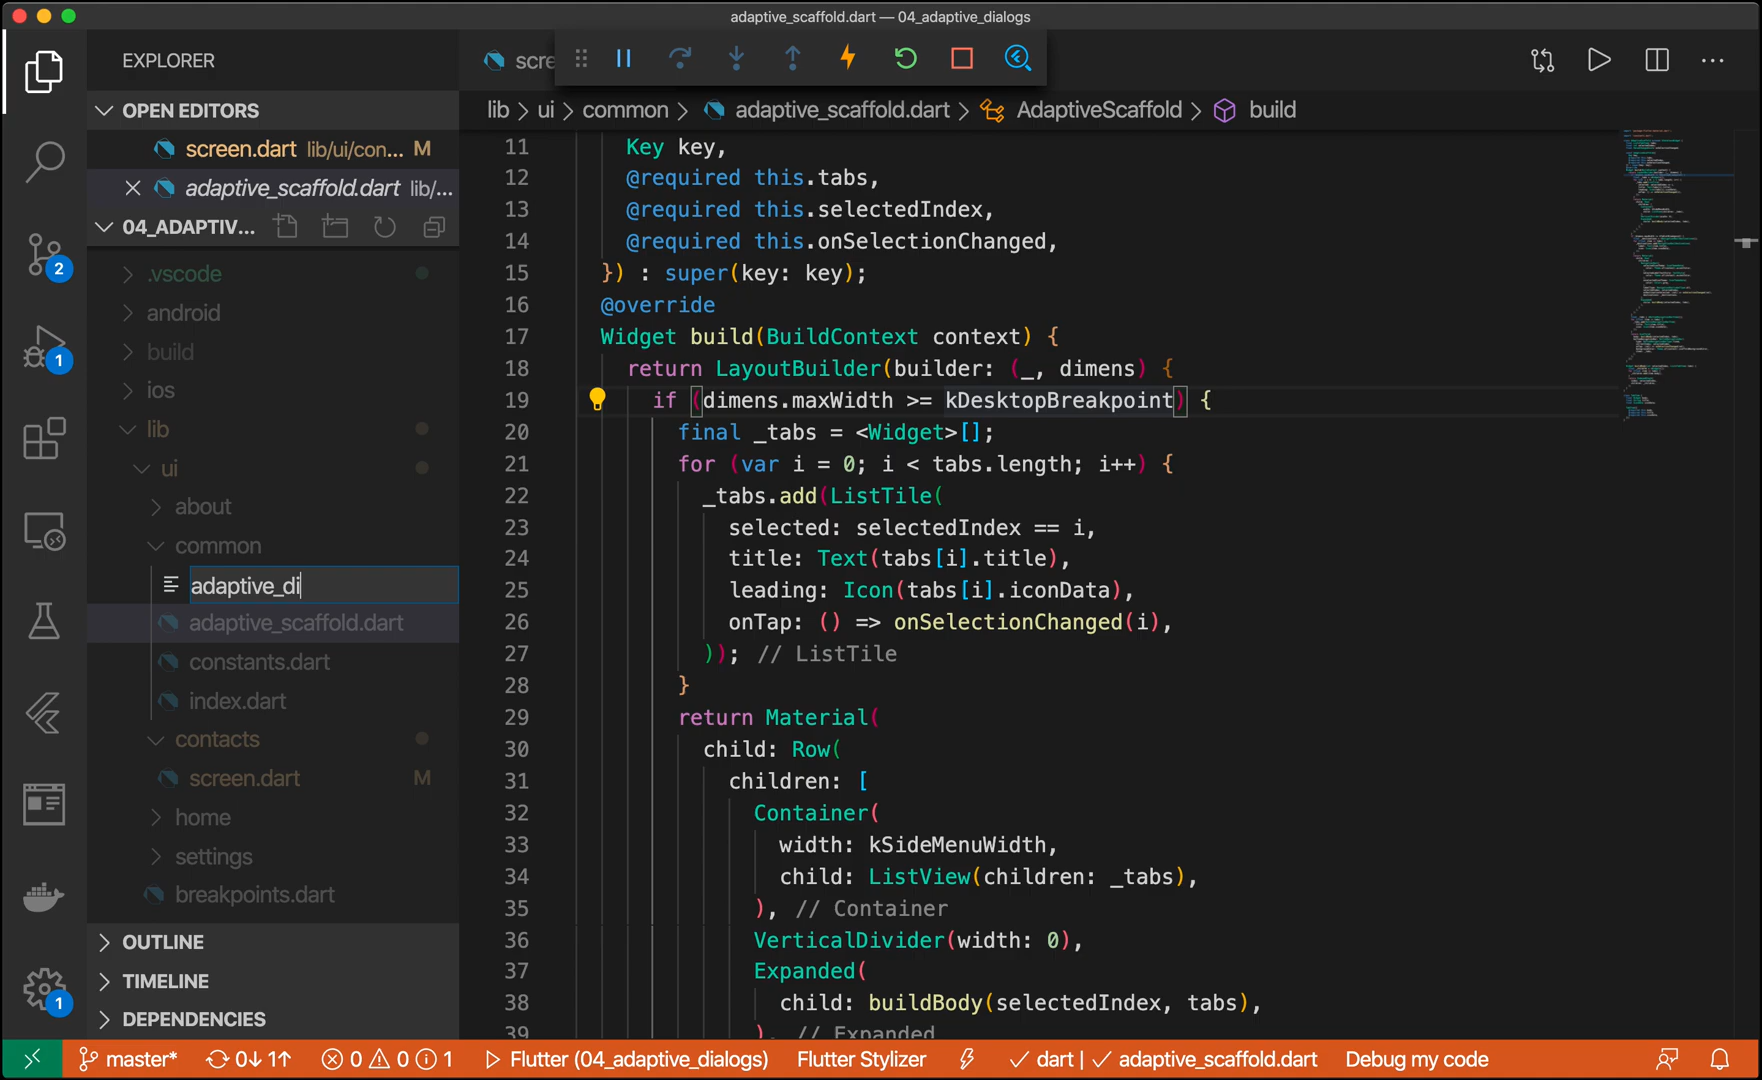 adaptive_scaffold.dart — 04_adaptive_dialogs
EXPLORER
scre
OPEN EDITORS
screen.dart lib/ui/con... M
adaptive_scaffold.dart lib/...
04_ADAPTIV...
.vscode
android
build
ios
lib
ui
about
common
adaptive_di
adaptive_scaffold.dart
constants.dart
index.dart
contacts
screen.dart M
home
settings
breakpoints.dart
OUTLINE
TIMELINE
DEPENDENCIES
2
1
1
lib > ui > common > adaptive_scaffold.dart > AdaptiveScaffold > build
11 Key key,
12 @required this.tabs,
13 @required this.selectedIndex,
14 @required this.onSelectionChanged,
15 }) : super(key: key);
16 @override
17 Widget build(BuildContext context) {
18 return LayoutBuilder(builder: (_, dimens) {
19 if (dimens.maxWidth >= kDesktopBreakpoint) {
20 final _tabs = <Widget>[];
21 for (var i = 0; i < tabs.length; i++) {
22 _tabs.add(ListTile(
23 selected: selectedIndex == i,
24 title: Text(tabs[i].title),
25 leading: Icon(tabs[i].iconData),
26 onTap: () => onSelectionChanged(i),
27 )); // ListTile
28 }
29 return Material(
30 child: Row(
31 children: [
32 Container(
33 width: kSideMenuWidth,
34 child: ListView(children: _tabs),
35 ), // Container
36 VerticalDivider(width: 0),
37 Expanded(
38 child: buildBody(selectedIndex, tabs),
39 ), // Expanded
master* 0↓ 1↑ 0 0 1 Flutter (04_adaptive_dialogs) Flutter Stylizer ✓ dart | ✓ adaptive_scaffold.dart Debug my code